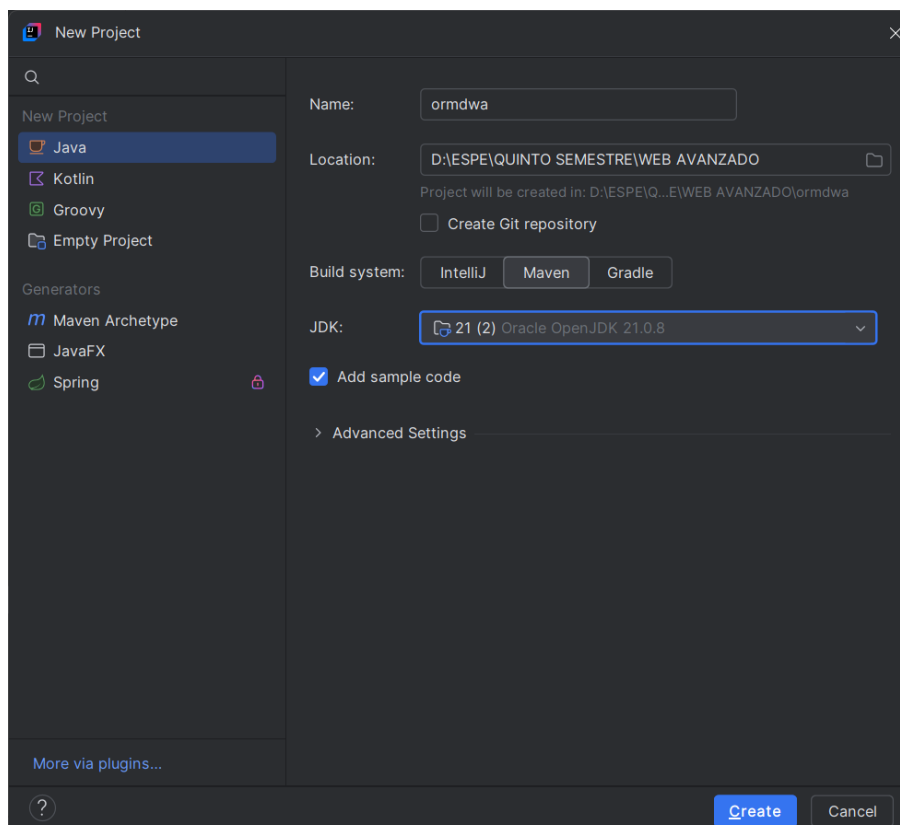 New Project
New Project
Java
Kotlin
Groovy
Empty Project
Generators
Maven Archetype
JavaFX
Spring
More via plugins...
Name: ormdwa
Location: D:\ESPE\QUINTO SEMESTRE\WEB AVANZADO
Project will be created in: D:\ESPE\Q...E\WEB AVANZADO\ormdwa
Create Git repository
Build system: IntelliJ Maven Gradle
JDK: 21 (2) Oracle OpenJDK 21.0.8
Add sample code
Advanced Settings
? Create Cancel